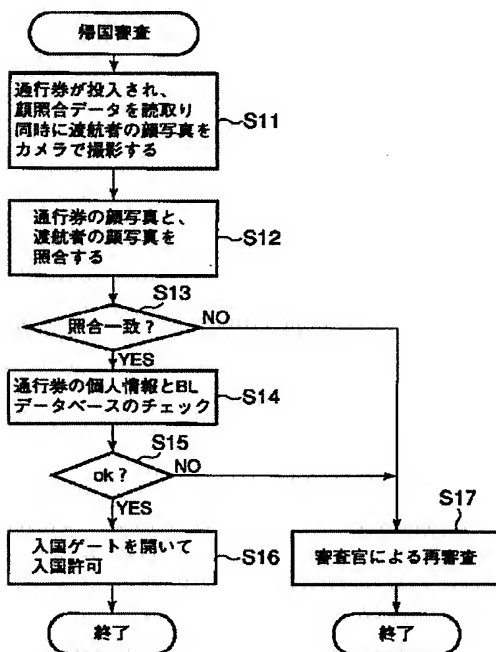 帰国審査
通行券が投入され、
顔照合データを読取り
同時に渡航者の顔写真を
カメラで撮影する
S11
通行券の顔写真と、
渡航者の顔写真を
照合する
S12
S13
照合一致?
NO
YES
通行券の個人情報とBL
データベースのチェック
S14
S15
ok?
NO
YES
S17
入国ゲートを開いて
入国許可
S16
審査官による再審査
終了
終了